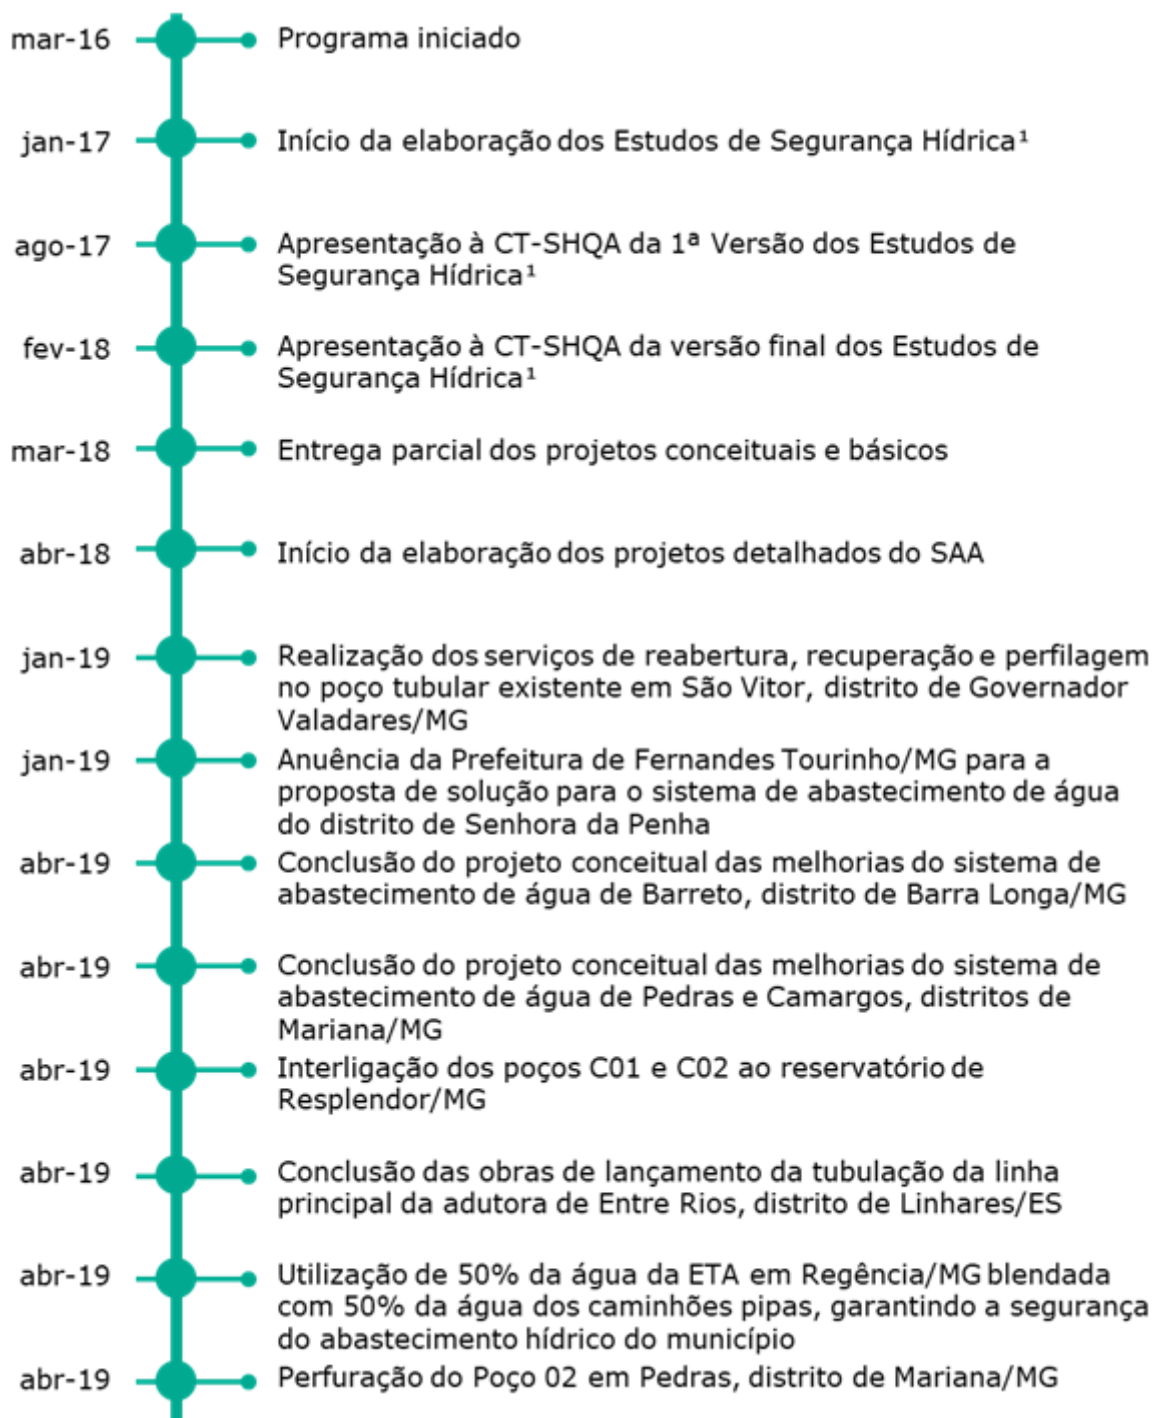 mar-16 Programa iniciado
jan-17 Início da elaboração dos Estudos de Segurança Hídrica¹
ago-17 Apresentação à CT-SHQA da 1ª Versão dos Estudos de
Segurança Hídrica¹
fev-18 Apresentação à CT-SHQA da versão final dos Estudos de
Segurança Hídrica¹
mar-18 Entrega parcial dos projetos conceituais e básicos
abr-18 Início da elaboração dos projetos detalhados do SAA
jan-19 Realização dos serviços de reabertura, recuperação e perfilagem
no poço tubular existente em São Vitor, distrito de Governador
Valadares/MG
jan-19 Anuência da Prefeitura de Fernandes Tourinho/MG para a
proposta de solução para o sistema de abastecimento de água
do distrito de Senhora da Penha
abr-19 Conclusão do projeto conceitual das melhorias do sistema de
abastecimento de água de Barreto, distrito de Barra Longa/MG
abr-19 Conclusão do projeto conceitual das melhorias do sistema de
abastecimento de água de Pedras e Camargos, distritos de
Mariana/MG
abr-19 Interligação dos poços C01 e C02 ao reservatório de
Resplendor/MG
abr-19 Conclusão das obras de lançamento da tubulação da linha
principal da adutora de Entre Rios, distrito de Linhares/ES
abr-19 Utilização de 50% da água da ETA em Regência/MG blendada
com 50% da água dos caminhões pipas, garantindo a segurança
do abastecimento hídrico do município
abr-19 Perfuração do Poço 02 em Pedras, distrito de Mariana/MG